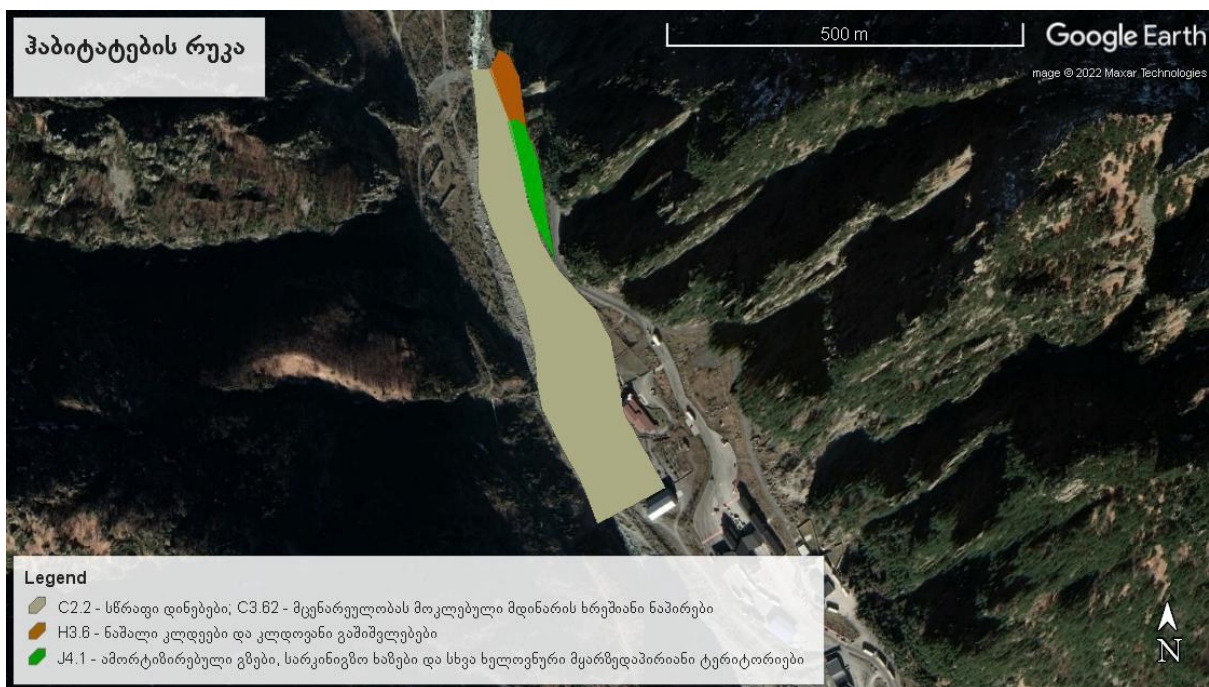 ჰაბიტატების რუკა
500 m
Google Earth
mage © 2022 Maxar Technologies
Legend
C2.2 - სწრაფი დინებები; C3.62 - მცენარეულობას მოკლებული მდინარის ხრეშიანი ნაპირები
H3.6 - ნაშალი კლდეები და კლდოვანი გაშიშვლებები
J4.1 - ამორტიზირებული გზები, სარკინიგზო ხაზები და სხვა ხელოვნური მყარზედაპირიანი ტერიტორიები
N